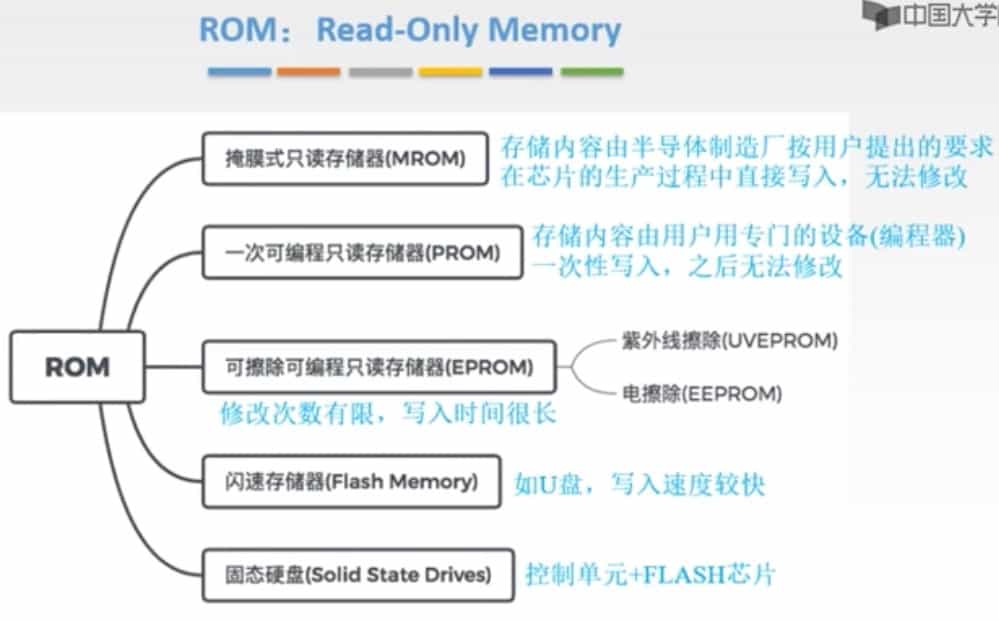 ROM：Read-Only Memory
中国大学
掩膜式只读存储器(MROM)
存储内容由半导体制造厂按用户提出的要求
在芯片的生产过程中直接写入，无法修改
一次可编程只读存储器(PROM)
存储内容由用户用专门的设备(编程器)
一次性写入，之后无法修改
ROM
可擦除可编程只读存储器(EPROM)
紫外线擦除(UVEPROM)
电擦除(EEPROM)
修改次数有限，写入时间很长
闪速存储器(Flash Memory)
如U盘，写入速度较快
固态硬盘(Solid State Drives)
控制单元+FLASH芯片